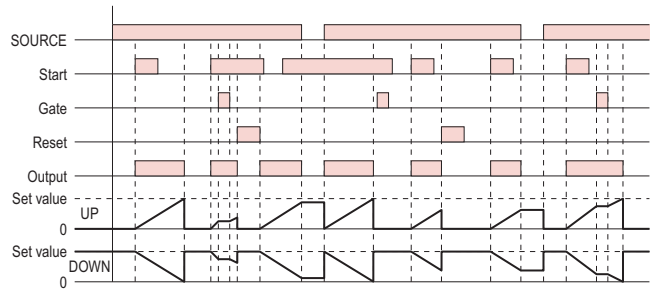 SOURCE
Start
Gate
Reset
Output
Set value
UP
0
Set value
DOWN
0